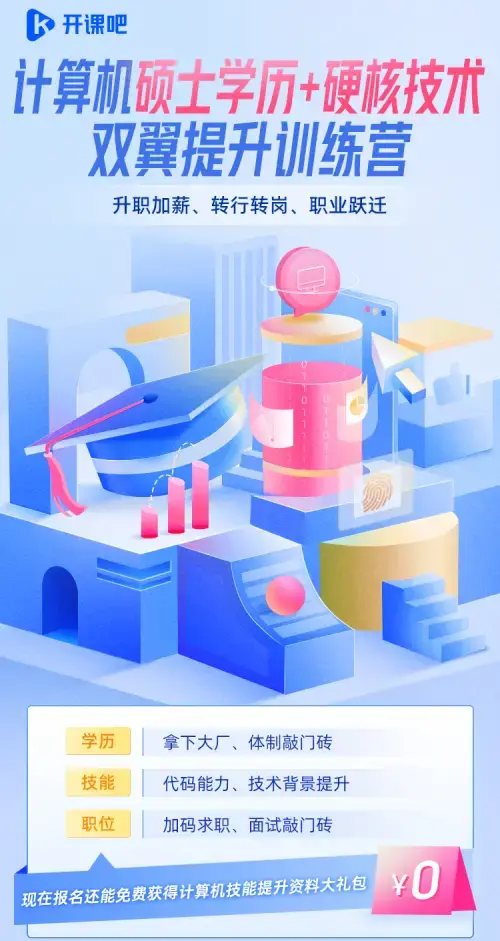 开课吧
计算机硕士学历+硬核技术
双翼提升训练营
升职加薪、转行转岗、职业跃迁
学历 拿下大厂、体制敲门砖
技能 代码能力、技术背景提升
职位 加码求职、面试敲门砖
现在报名还能免费获得计算机技能提升资料大礼包 ¥0